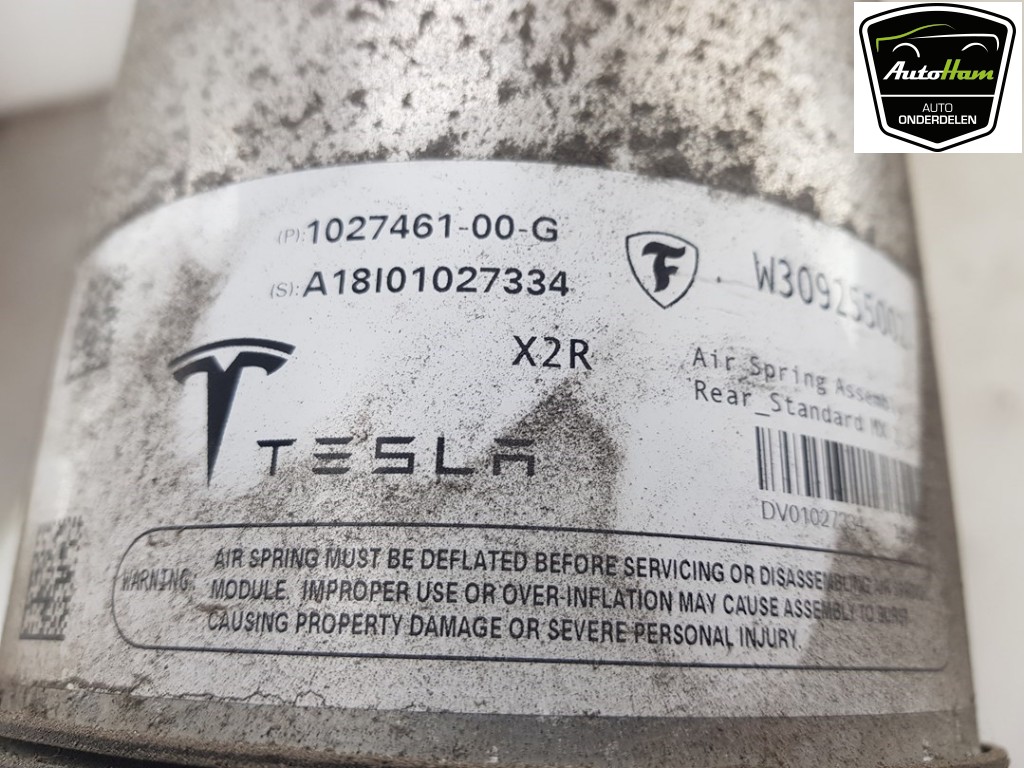 AutoHam
AUTO
ONDERDELEN
(P):1027461-00-G
(S):A18I01027334
F
W30925500
X2R
Air Spring
Rear_Standard
TESLA
DV01027334
WARNING:
AIR SPRING MUST BE DEFLATED BEFORE SERVICING OR DISASSEMBLING
MODULE. IMPROPER USE OR OVER-INFLATION MAY CAUSE ASSEMBLY TO BURST
CAUSING PROPERTY DAMAGE OR SEVERE PERSONAL INJURY.